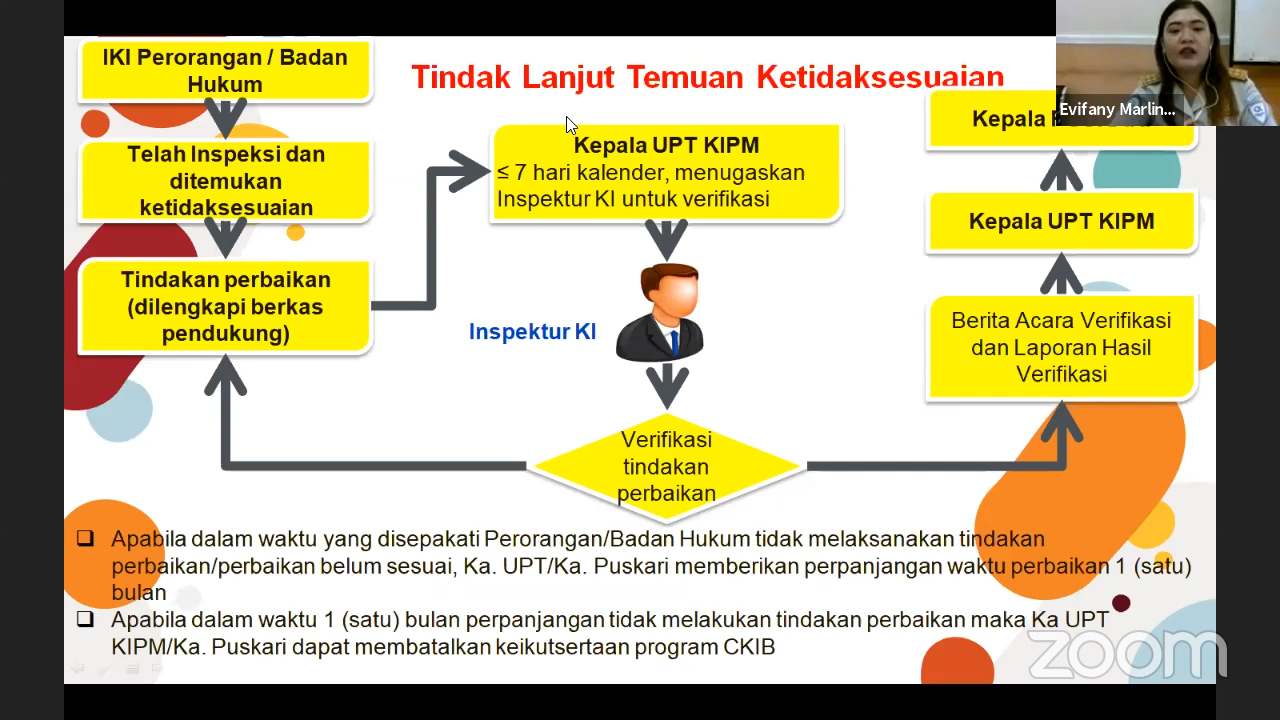 Tindak Lanjut Temuan Ketidaksesuaian
IKI Perorangan / Badan
Hukum
Telah Inspeksi dan
ditemukan
ketidaksesuaian
Tindakan perbaikan
(dilengkapi berkas
pendukung)
Kepala UPT KIPM
≤ 7 hari kalender, menugaskan
Inspektur KI untuk verifikasi
Inspektur KI
Verifikasi
tindakan
perbaikan
Evifany Marlin...
Kepala
Kepala UPT KIPM
Berita Acara Verifikasi
dan Laporan Hasil
Verifikasi
❑ Apabila dalam waktu yang disepakati Perorangan/Badan Hukum tidak melaksanakan tindakan
perbaikan/perbaikan belum sesuai, Ka. UPT/Ka. Puskari memberikan perpanjangan waktu perbaikan 1 (satu)
bulan
❑ Apabila dalam waktu 1 (satu) bulan perpanjangan tidak melakukan tindakan perbaikan maka Ka UPT
KIPM/Ka. Puskari dapat membatalkan keikutsertaan program CKIB
zoom